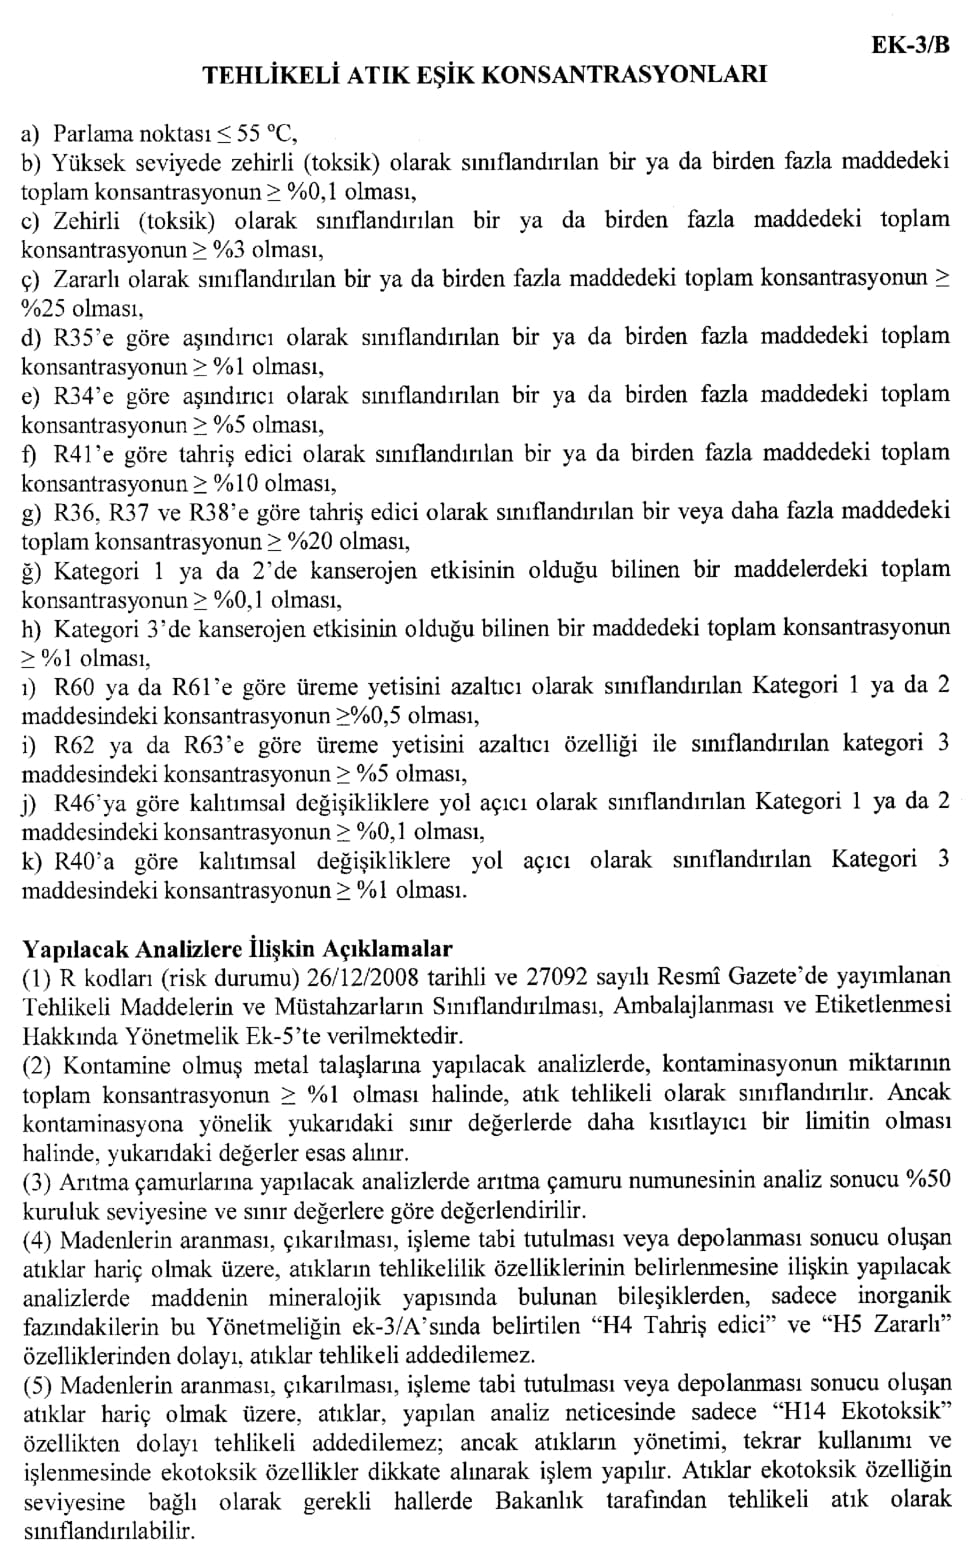 EK-3/B
TEHLİKELİ ATIK EŞİK KONSANTRASYONLARI
a) Parlama noktası ≤ 55 ºC,
b) Yüksek seviyede zehirli (toksik) olarak sınıflandırılan bir ya da birden fazla maddedeki
toplam konsantrasyonun ≥ %0,1 olması,
c) Zehirli (toksik) olarak sınıflandırılan bir ya da birden fazla maddedeki toplam
konsantrasyonun ≥ %3 olması,
ç) Zararlı olarak sınıflandırılan bir ya da birden fazla maddedeki toplam konsantrasyonun ≥
%25 olması,
d) R35’e göre aşındırıcı olarak sınıflandırılan bir ya da birden fazla maddedeki toplam
konsantrasyonun ≥ %1 olması,
e) R34’e göre aşındırıcı olarak sınıflandırılan bir ya da birden fazla maddedeki toplam
konsantrasyonun ≥ %5 olması,
f) R41’e göre tahriş edici olarak sınıflandırılan bir ya da birden fazla maddedeki toplam
konsantrasyonun ≥ %10 olması,
g) R36, R37 ve R38’e göre tahriş edici olarak sınıflandırılan bir veya daha fazla maddedeki
toplam konsantrasyonun ≥ %20 olması,
ğ) Kategori 1 ya da 2’de kanserojen etkisinin olduğu bilinen bir maddelerdeki toplam
konsantrasyonun ≥ %0,1 olması,
h) Kategori 3’de kanserojen etkisinin olduğu bilinen bir maddedeki toplam konsantrasyonun
≥ %1 olması,
ı) R60 ya da R61’e göre üreme yetisini azaltıcı olarak sınıflandırılan Kategori 1 ya da 2
maddesindeki konsantrasyonun ≥%0,5 olması,
i) R62 ya da R63’e göre üreme yetisini azaltıcı özelliği ile sınıflandırılan kategori 3
maddesindeki konsantrasyonun ≥ %5 olması,
j) R46’ya göre kalıtımsal değişikliklere yol açıcı olarak sınıflandırılan Kategori 1 ya da 2
maddesindeki konsantrasyonun ≥ %0,1 olması,
k) R40’a göre kalıtımsal değişikliklere yol açıcı olarak sınıflandırılan Kategori 3
maddesindeki konsantrasyonun ≥ %1 olması.
Yapılacak Analizlere İlişkin Açıklamalar
(1) R kodları (risk durumu) 26/12/2008 tarihli ve 27092 sayılı Resmî Gazete’de yayımlanan
Tehlikeli Maddelerin ve Müstahzarların Sınıflandırılması, Ambalajlanması ve Etiketlenmesi
Hakkında Yönetmelik Ek-5’te verilmektedir.
(2) Kontamine olmuş metal talaşlarına yapılacak analizlerde, kontaminasyonun miktarının
toplam konsantrasyonun ≥ %1 olması halinde, atık tehlikeli olarak sınıflandırılır. Ancak
kontaminasyona yönelik yukarıdaki sınır değerlerde daha kısıtlayıcı bir limitin olması
halinde, yukarıdaki değerler esas alınır.
(3) Arıtma çamurlarına yapılacak analizlerde arıtma çamuru numunesinin analiz sonucu %50
kuruluk seviyesine ve sınır değerlere göre değerlendirilir.
(4) Madenlerin aranması, çıkarılması, işleme tabi tutulması veya depolanması sonucu oluşan
atıklar hariç olmak üzere, atıkların tehlikelilik özelliklerinin belirlenmesine ilişkin yapılacak
analizlerde maddenin mineralojik yapısında bulunan bileşiklerden, sadece inorganik
fazındakilerin bu Yönetmeliğin ek-3/A’sında belirtilen “H4 Tahriş edici” ve “H5 Zararlı”
özelliklerinden dolayı, atıklar tehlikeli addedilemez.
(5) Madenlerin aranması, çıkarılması, işleme tabi tutulması veya depolanması sonucu oluşan
atıklar hariç olmak üzere, atıklar, yapılan analiz neticesinde sadece “H14 Ekotoksik”
özellikten dolayı tehlikeli addedilemez; ancak atıkların yönetimi, tekrar kullanımı ve
işlenmesinde ekotoksik özellikler dikkate alınarak işlem yapılır. Atıklar ekotoksik özelliğin
seviyesine bağlı olarak gerekli hallerde Bakanlık tarafından tehlikeli atık olarak
sınıflandırılabilir.